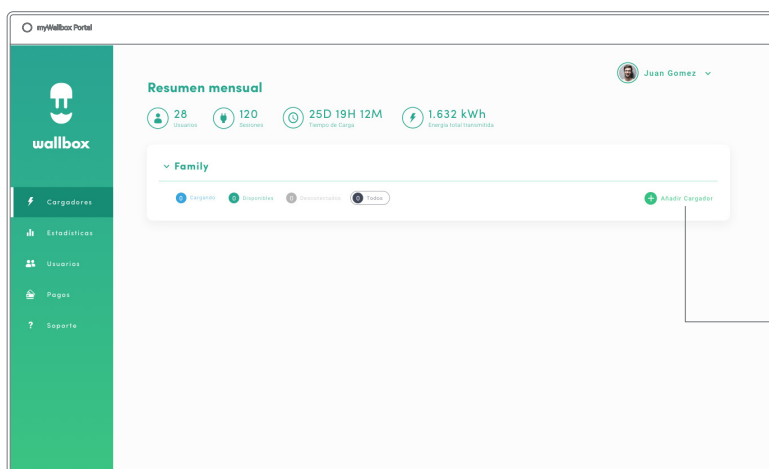 myWallbox Portal
wallbox
Cargadores
Estadísticas
Usuarios
Pagos
Soporte
Juan Gomez
Resumen mensual
28
Usuarios
120
Sesiones
25D 19H 12M
Tiempo de Carga
1.632 kWh
Energía total transmitida
Family
0 Cargando
0 Disponibles
0 Desconectados
0 Todos
Añadir Cargador